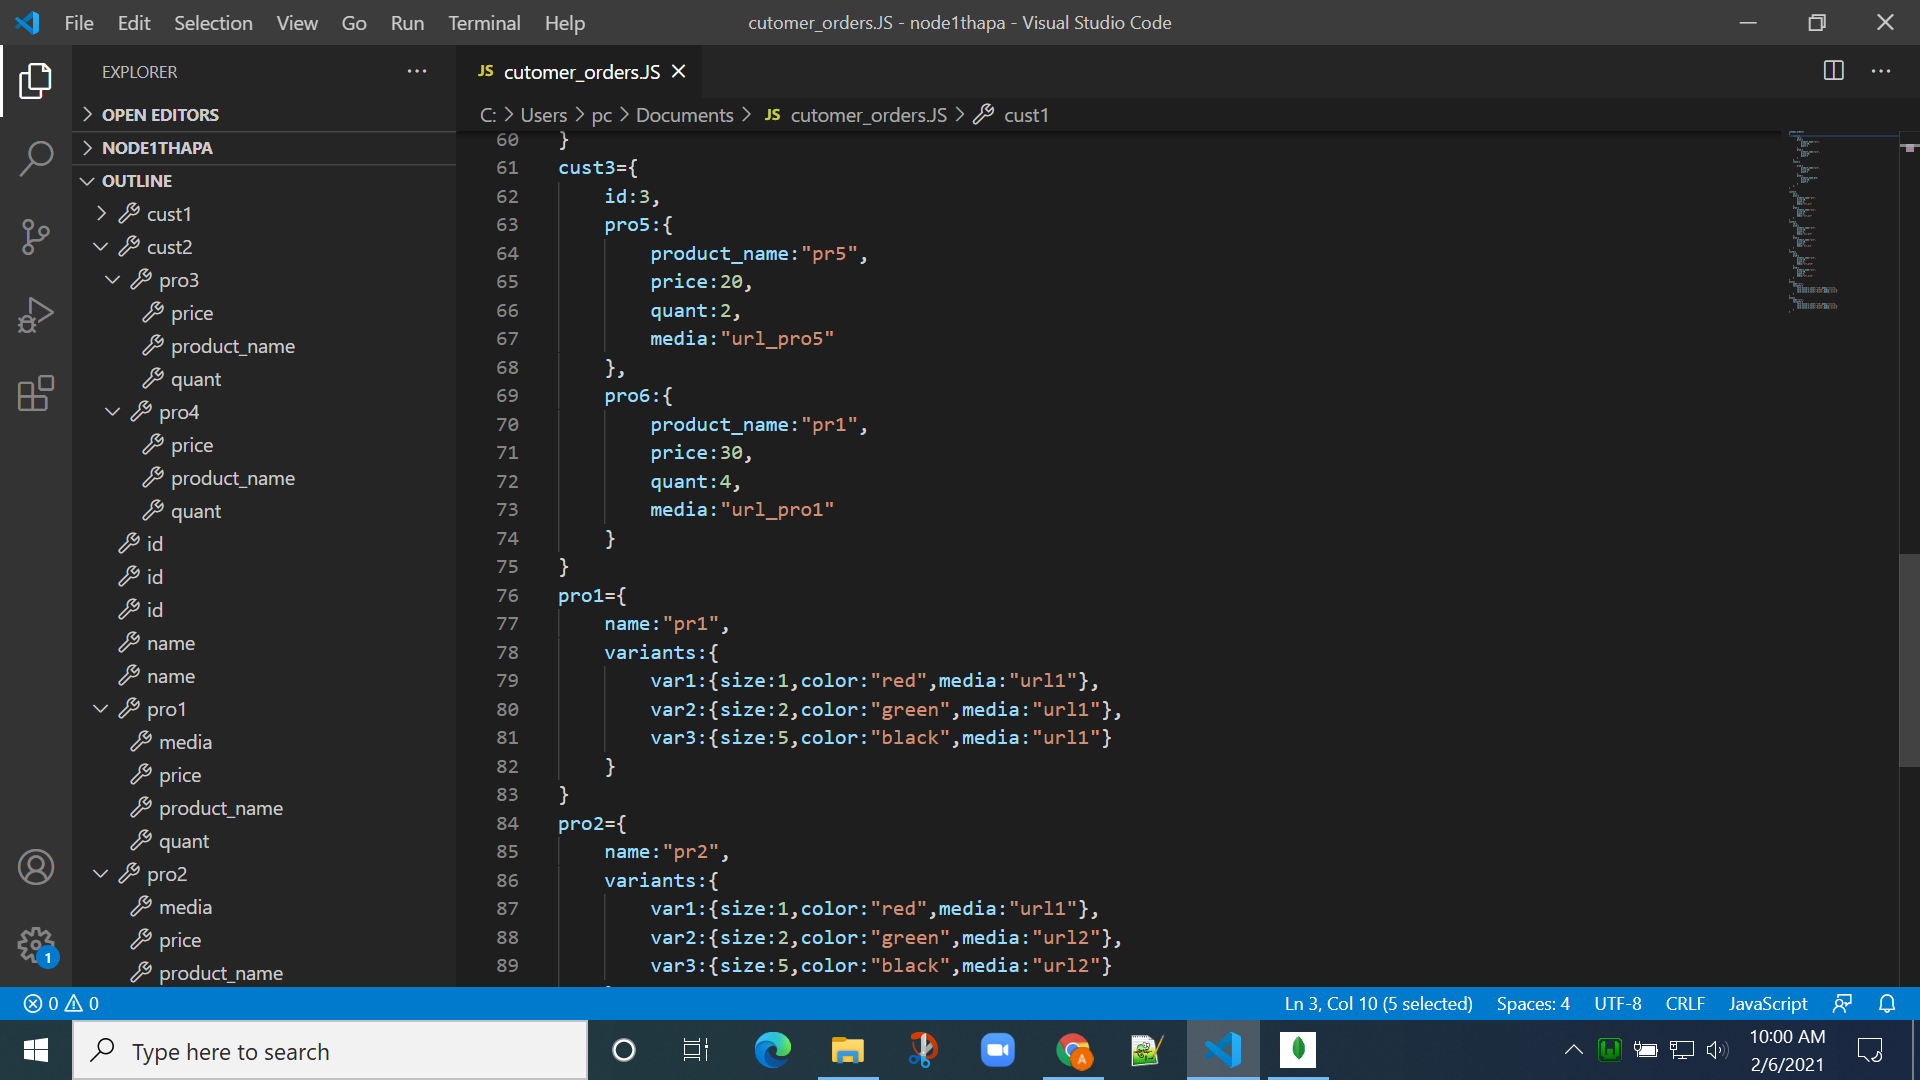 File Edit Selection View Go Run Terminal Help
cutomer_orders.JS - node1thapa - Visual Studio Code
EXPLORER
OPEN EDITORS
NODE1THAPA
OUTLINE
cust1
cust2
pro3
price
product_name
quant
pro4
price
product_name
quant
id
id
id
name
name
pro1
media
price
product_name
quant
pro2
media
price
product_name
1
JS cutomer_orders.JS
C: > Users > pc > Documents > JS cutomer_orders.JS > cust1
60 }
61 cust3={
62 id:3,
63 pro5:{
64 product_name:"pr5",
65 price:20,
66 quant:2,
67 media:"url_pro5"
68 },
69 pro6:{
70 product_name:"pr1",
71 price:30,
72 quant:4,
73 media:"url_pro1"
74 }
75 }
76 pro1={
77 name:"pr1",
78 variants:{
79 var1:{size:1,color:"red",media:"url1"},
80 var2:{size:2,color:"green",media:"url1"},
81 var3:{size:5,color:"black",media:"url1"}
82 }
83 }
84 pro2={
85 name:"pr2",
86 variants:{
87 var1:{size:1,color:"red",media:"url1"},
88 var2:{size:2,color:"green",media:"url2"},
89 var3:{size:5,color:"black",media:"url2"}
0 0
Ln 3, Col 10 (5 selected) Spaces: 4 UTF-8 CRLF JavaScript
Type here to search
A
10:00 AM
2/6/2021